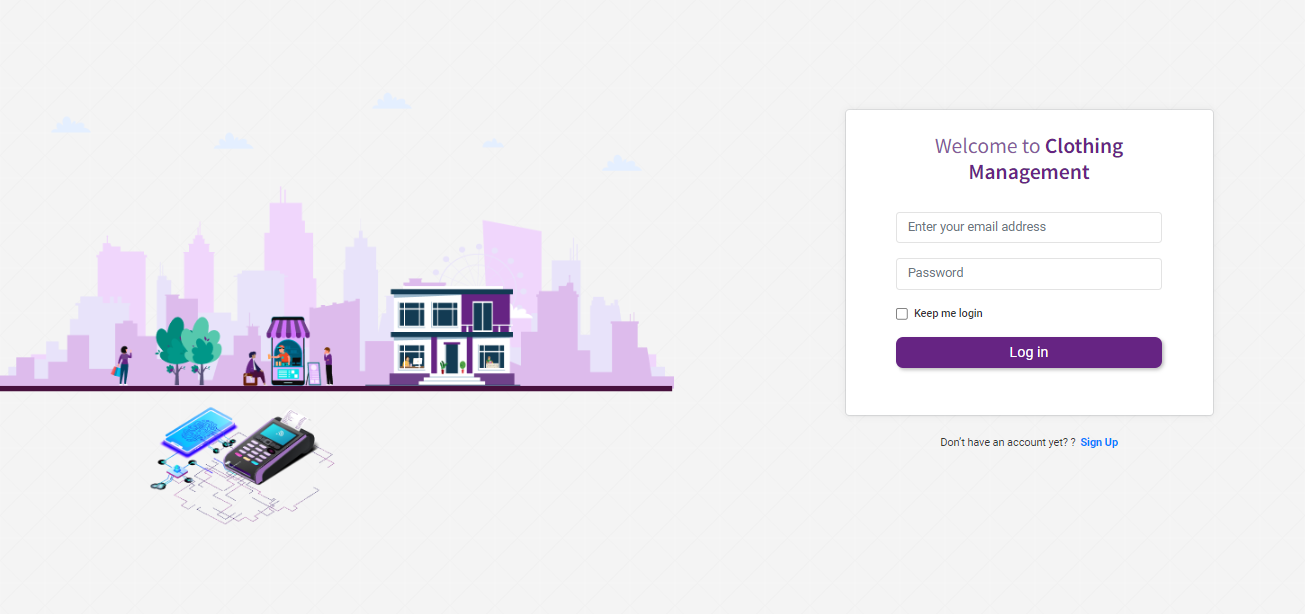 Welcome to Clothing
Management
Enter your email address
Password
Keep me login
Log in
Don't have an account yet? ? Sign Up